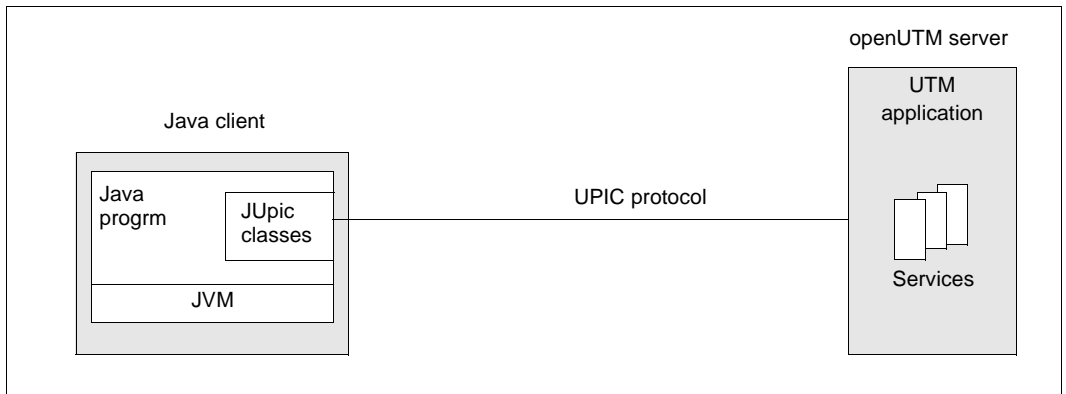 openUTM server
UTM
application
Java client
Java
progrm
JUpic
classes
UPIC protocol
Services
JVM